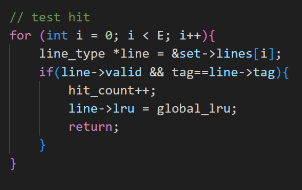 // test hit
for (int i = 0; i < E; i++){
    line_type *line = &set->lines[i];
    if(line->valid && tag==line->tag){
        hit_count++;
        line->lru = global_lru;
        return;
    }
}